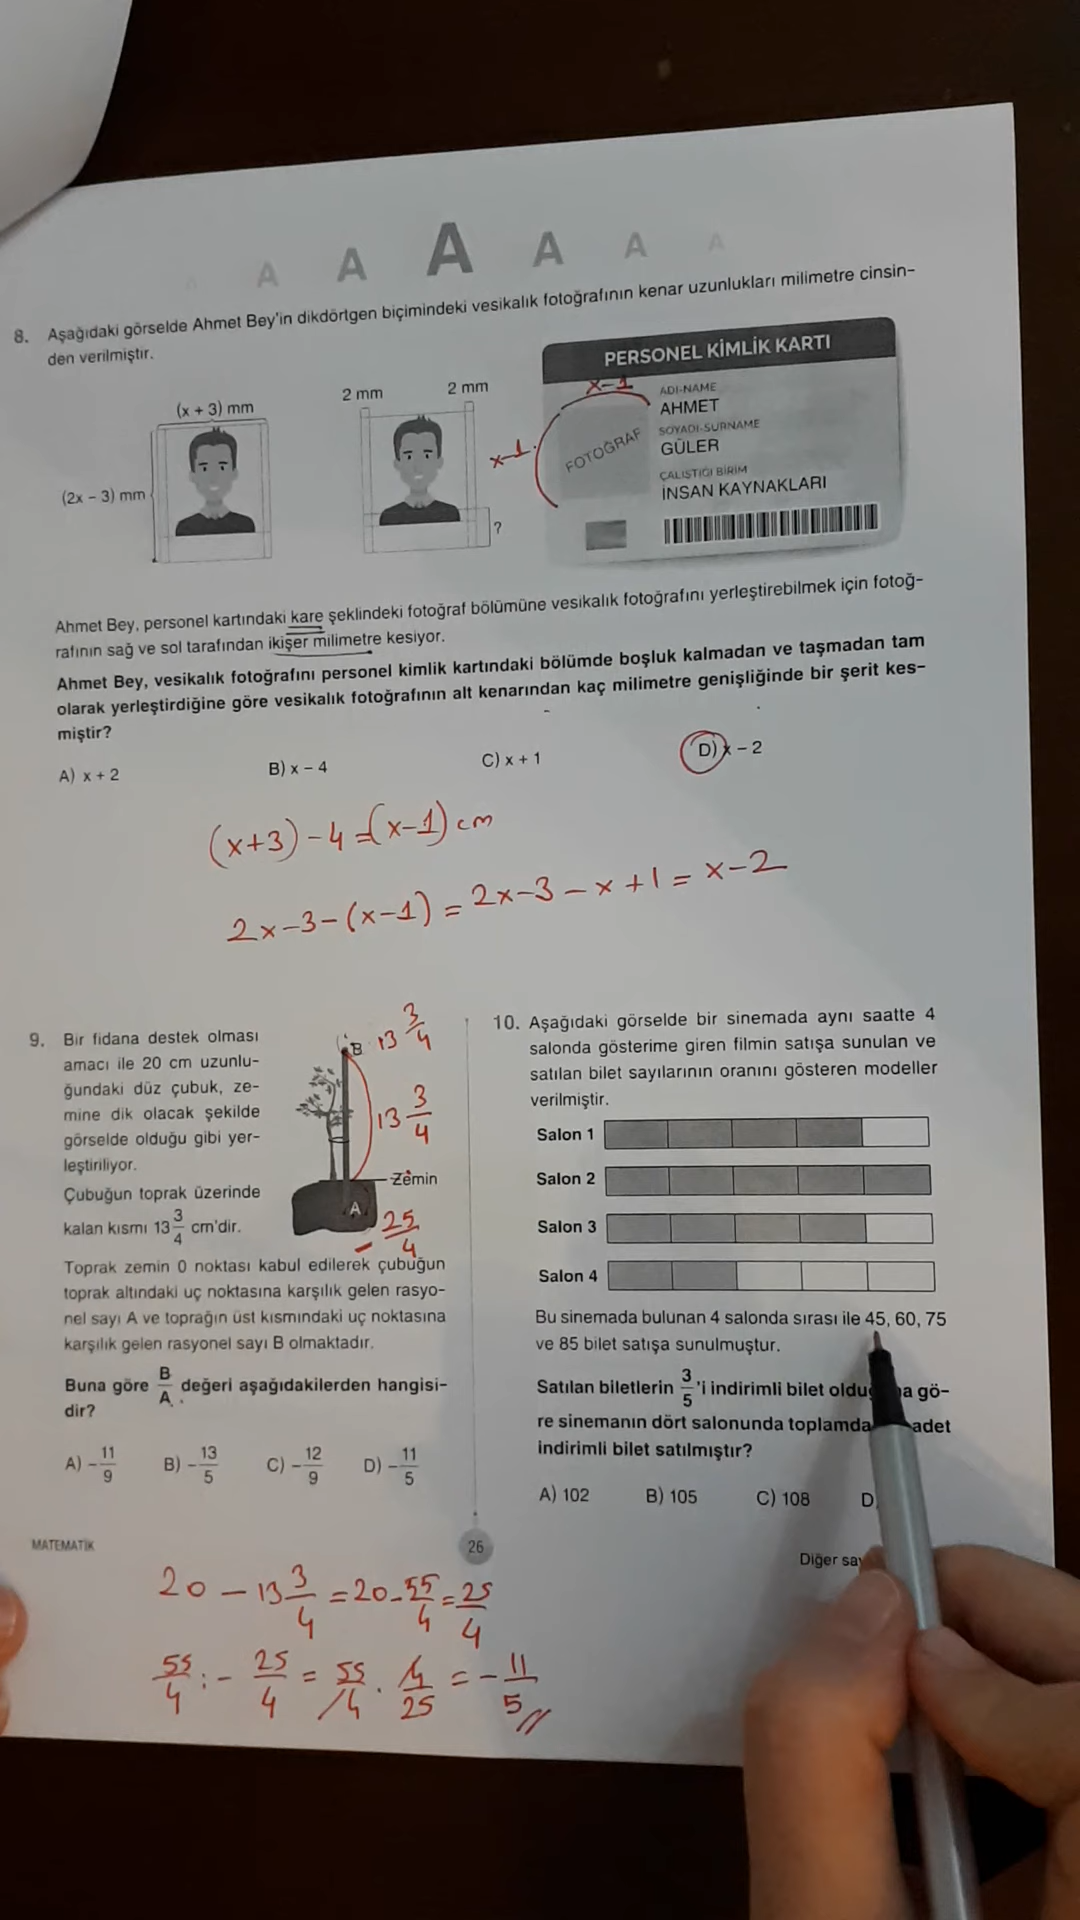 A A A A A A
8. Aşağıdaki görselde Ahmet Bey'in dikdörtgen biçimindeki vesikalık fotoğrafının kenar uzunlukları milimetre cinsin-
den verilmiştir.
(x + 3) mm
(2x – 3) mm
2 mm 2 mm
?
x-1
x-1
PERSONEL KİMLİK KARTI
FOTOĞRAF
ADI-NAME
AHMET
SOYADI-SURNAME
GÜLER
ÇALIŞTIĞI BİRİM
İNSAN KAYNAKLARI
Ahmet Bey, personel kartındaki kare şeklindeki fotoğraf bölümüne vesikalık fotoğrafını yerleştirebilmek için fotoğ-
rafının sağ ve sol tarafından ikişer milimetre kesiyor.
Ahmet Bey, vesikalık fotoğrafını personel kimlik kartındaki bölümde boşluk kalmadan ve taşmadan tam
olarak yerleştirdiğine göre vesikalık fotoğrafının alt kenarından kaç milimetre genişliğinde bir şerit kes-
miştir?
A) x + 2 B) x – 4 C) x + 1 D) x – 2
(x+3) – 4 = (x–1) cm
2x–3–(x–1) = 2x–3 – x +1 = x–2
9. Bir fidana destek olması
amacı ile 20 cm uzunlu-
ğundaki düz çubuk, ze-
mine dik olacak şekilde
görselde olduğu gibi yer-
leştiriliyor.
Çubuğun toprak üzerinde
kalan kısmı 13 3/4 cm'dir.
B 13 3/4
13 3/4
Zemin
A
– 25/4
Toprak zemin 0 noktası kabul edilerek çubuğun
toprak altındaki uç noktasına karşılık gelen rasyo-
nel sayı A ve toprağın üst kısmındaki uç noktasına
karşılık gelen rasyonel sayı B olmaktadır.
Buna göre B/A değeri aşağıdakilerden hangisi-
dir?
A) – 11/9 B) – 13/5 C) – 12/9 D) – 11/5
20 – 13 3/4 = 20 - 55/4 = 25/4
55/4 : – 25/4 = 55/4 . 4/25 = – 11/5 //
10. Aşağıdaki görselde bir sinemada aynı saatte 4
salonda gösterime giren filmin satışa sunulan ve
satılan bilet sayılarının oranını gösteren modeller
verilmiştir.
Salon 1
Salon 2
Salon 3
Salon 4
Bu sinemada bulunan 4 salonda sırası ile 45, 60, 75
ve 85 bilet satışa sunulmuştur.
Satılan biletlerin 3/5 'i indirimli bilet gö-
re sinemanın dört salonunda toplamda adet
indirimli bilet satılmıştır?
A) 102 B) 105 C) 108 D
MATEMATİK
26
Diğer